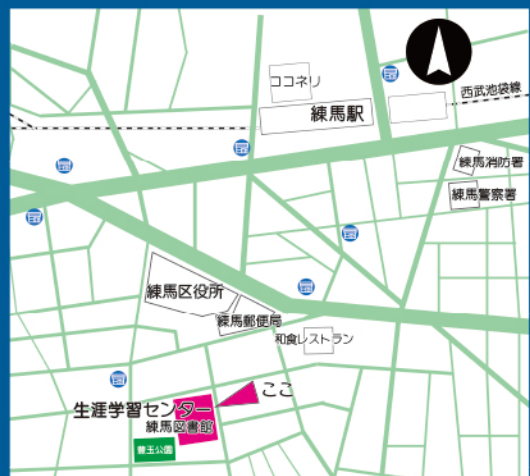 ココネリ
練馬駅
西武池袋線
練馬消防署
練馬警察署
練馬区役所
練馬郵便局
和食レストラン
ここ
生涯学習センター
練馬図書館
豊玉公園